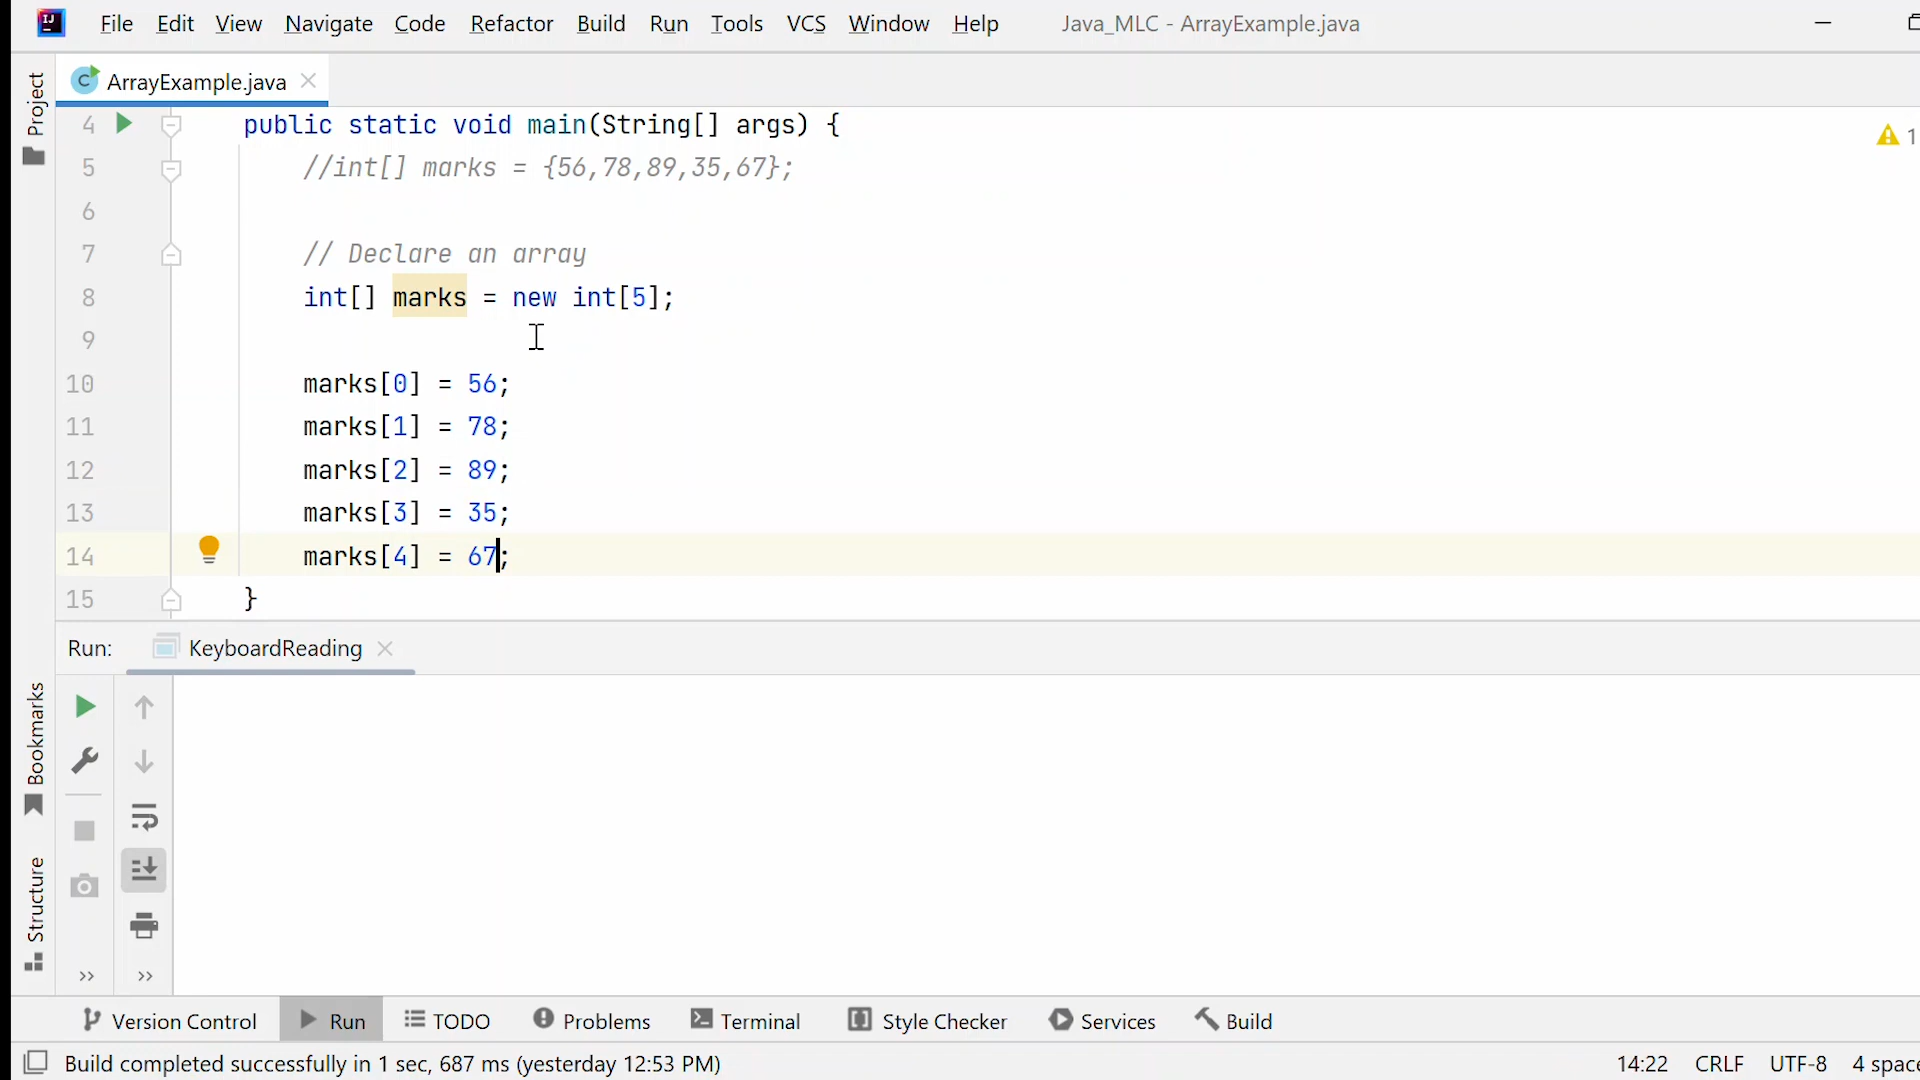 IJ File Edit View Navigate Code Refactor Build Run Tools VCS Window Help Java_MLC - ArrayExample.java
Project
C ArrayExample.java
4 public static void main(String[] args) {
1
5 //int[] marks = {56,78,89,35,67};
6
7 // Declare an array
8 int[] marks = new int[5];
9
10 marks[0] = 56;
11 marks[1] = 78;
12 marks[2] = 89;
13 marks[3] = 35;
14 marks[4] = 67;
15 }
Run: KeyboardReading
Bookmarks
Structure
Version Control Run TODO Problems Terminal Style Checker Services Build
Build completed successfully in 1 sec, 687 ms (yesterday 12:53 PM) 14:22 CRLF UTF-8 4 space